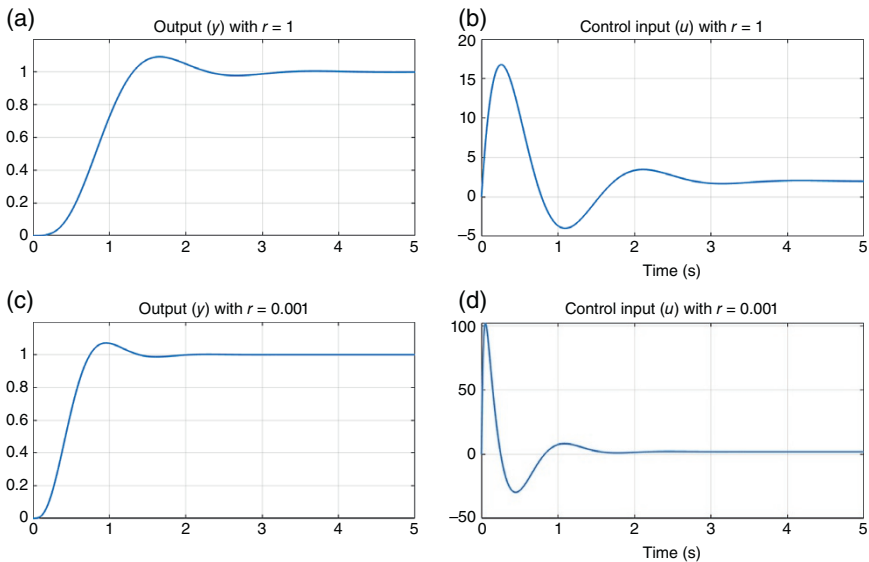 (a)
Output (y) with r = 1
1
0.8
0.6
0.4
0.2
0
0 1 2 3 4 5
(b)
Control input (u) with r = 1
20
15
10
5
0
−5
0 1 2 3 4 5
Time (s)
(c)
Output (y) with r = 0.001
1
0.8
0.6
0.4
0.2
0
0 1 2 3 4 5
(d)
Control input (u) with r = 0.001
100
50
0
−50
0 1 2 3 4 5
Time (s)